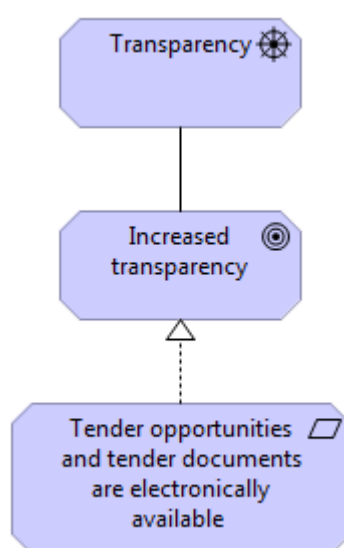 Transparency
Increased
transparency
Tender opportunities
and tender documents
are electronically
available